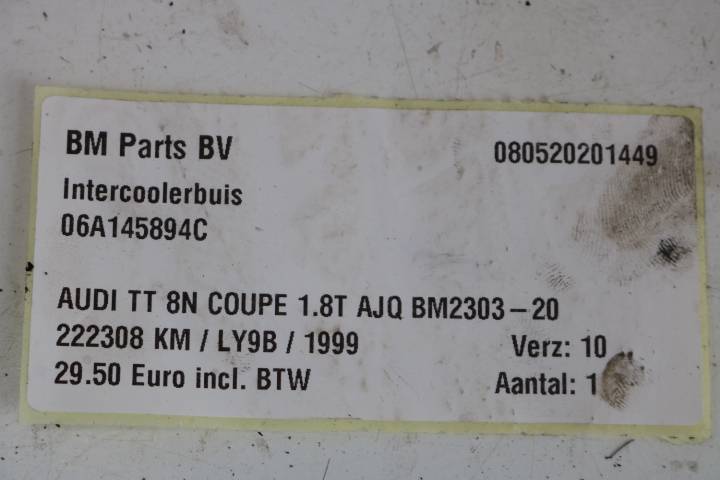 BM Parts BV 080520201449
Intercoolerbuis
06A145894C
AUDI TT 8N COUPE 1.8T AJQ BM2303-20
222308 KM / LY9B / 1999 Verz: 10
29.50 Euro incl. BTW Aantal: 1